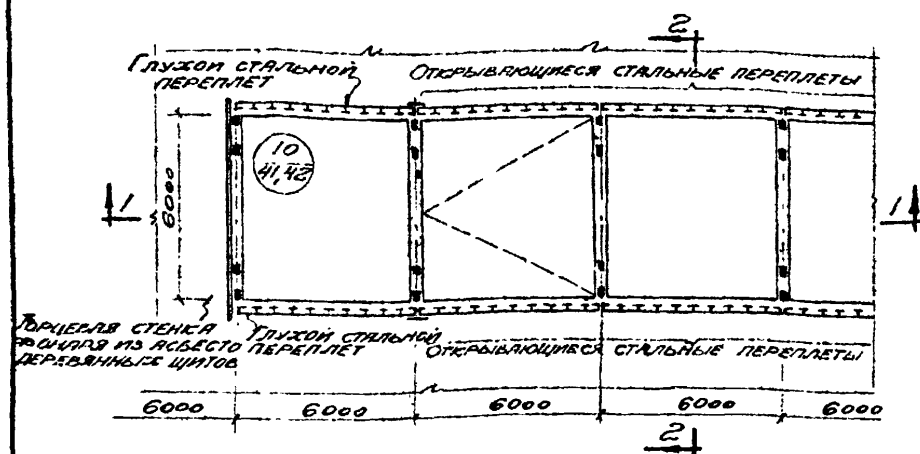 2
Глухой стальной
переплет
Открывающиеся стальные переплеты
10
41,42
6000
1
1
Торцевая стенка
фонаря из асбесто
деревянных щитов
Глухой стальной
переплет
Открывающиеся стальные переплеты
6000
6000
6000
6000
6000
2